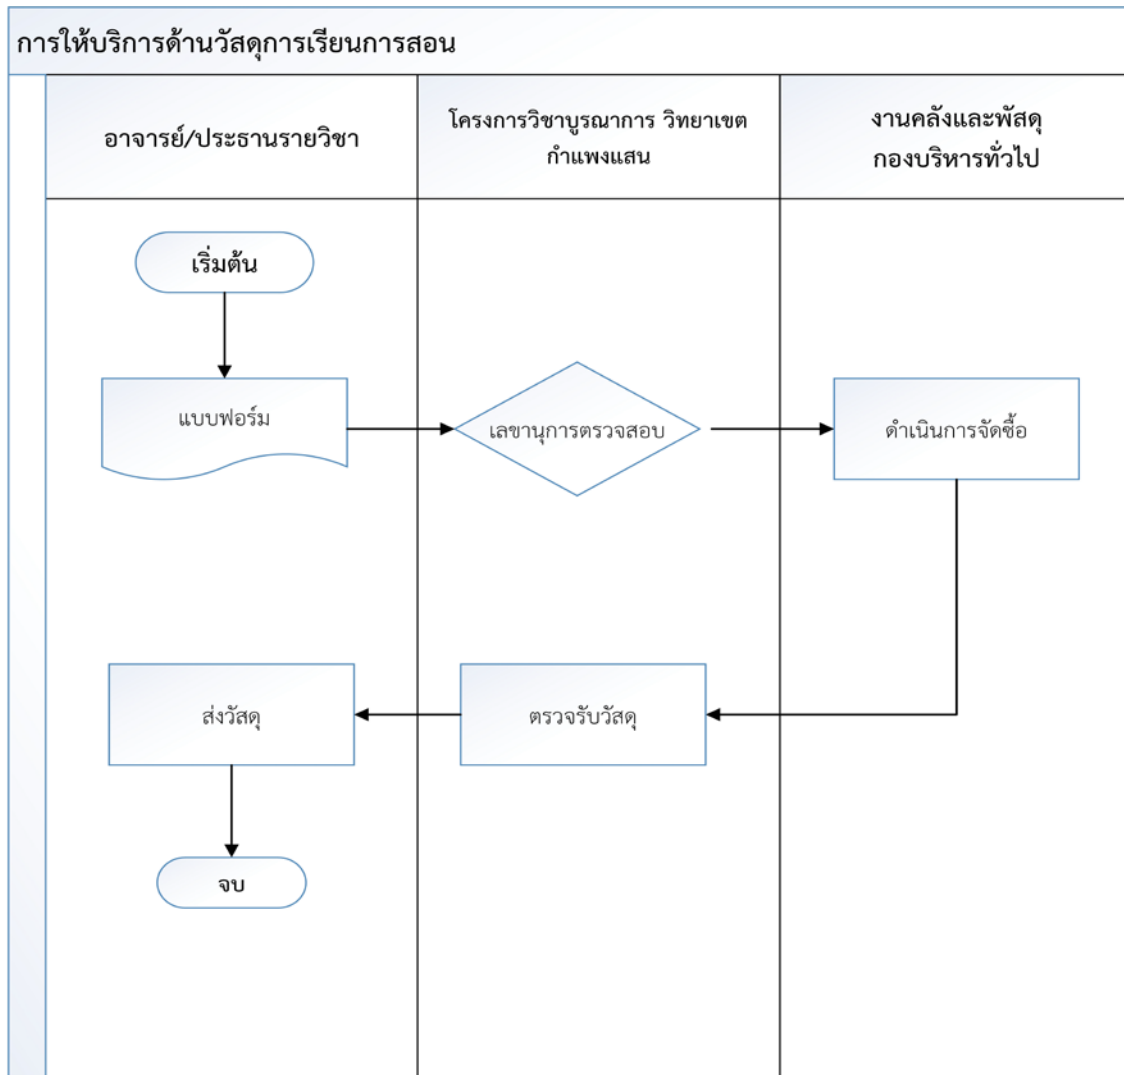 การให้บริการด้านวัสดุการเรียนการสอน
อาจารย์/ประธานรายวิชา
โครงการวิชาบูรณาการ วิทยาเขต
กำแพงแสน
งานคลังและพัสดุ
กองบริหารทั่วไป
เริ่มต้น
แบบฟอร์ม
เลขานุการตรวจสอบ
ดำเนินการจัดซื้อ
ส่งวัสดุ
ตรวจรับวัสดุ
จบ